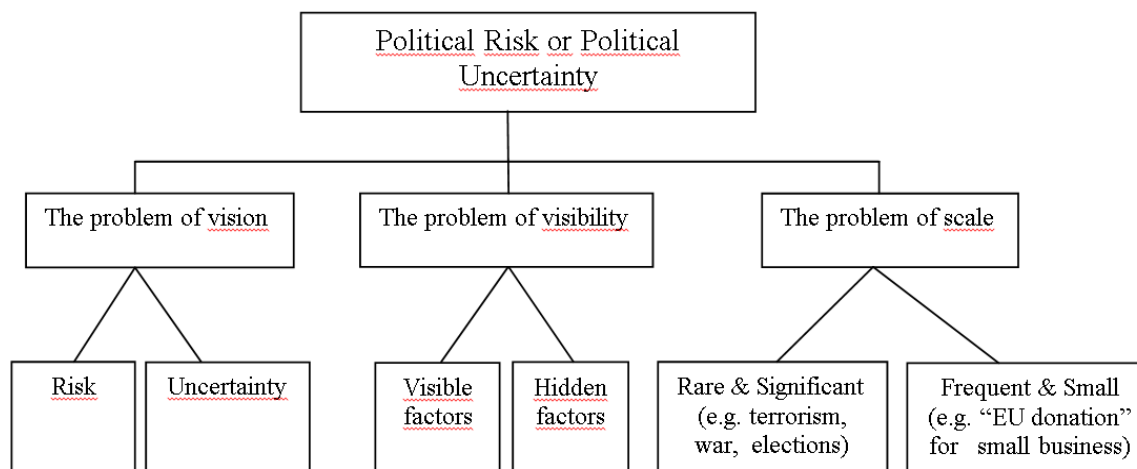 Political Risk or Political
Uncertainty
The problem of vision
The problem of visibility
The problem of scale
Risk
Uncertainty
Visible
factors
Hidden
factors
Rare & Significant
(e.g. terrorism,
war, elections)
Frequent & Small
(e.g. “EU donation”
for small business)